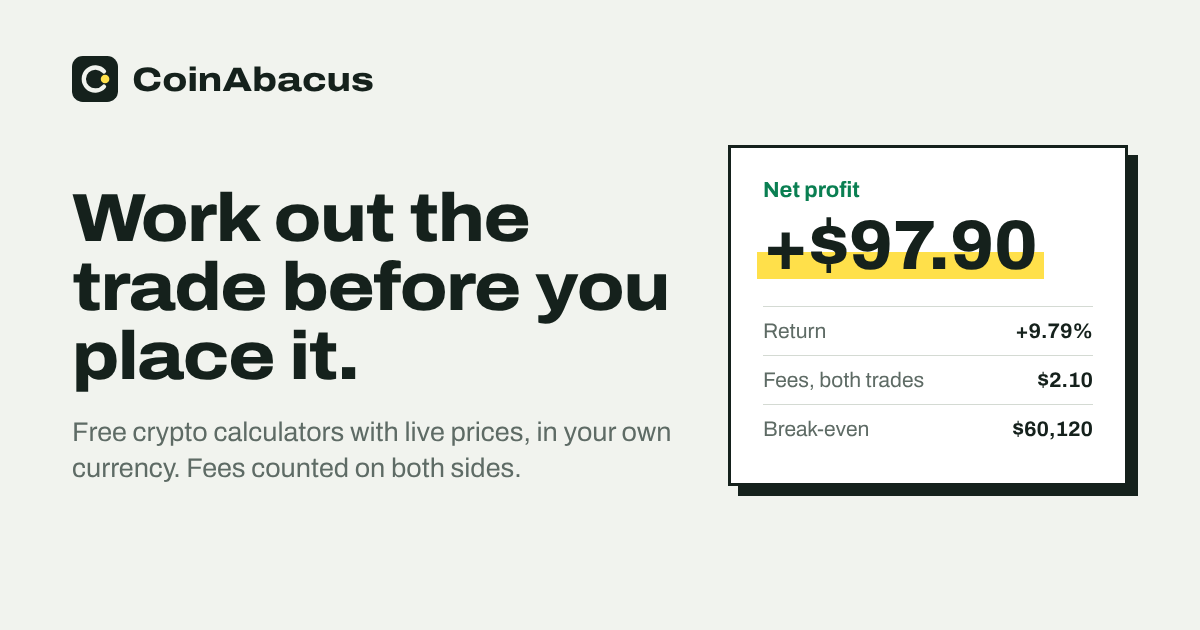 CoinAbacus
Work out the
trade before you
place it.
Free crypto calculators with live prices, in your own
currency. Fees counted on both sides.
Net profit
+$97.90
Return +9.79%
Fees, both trades $2.10
Break-even $60,120